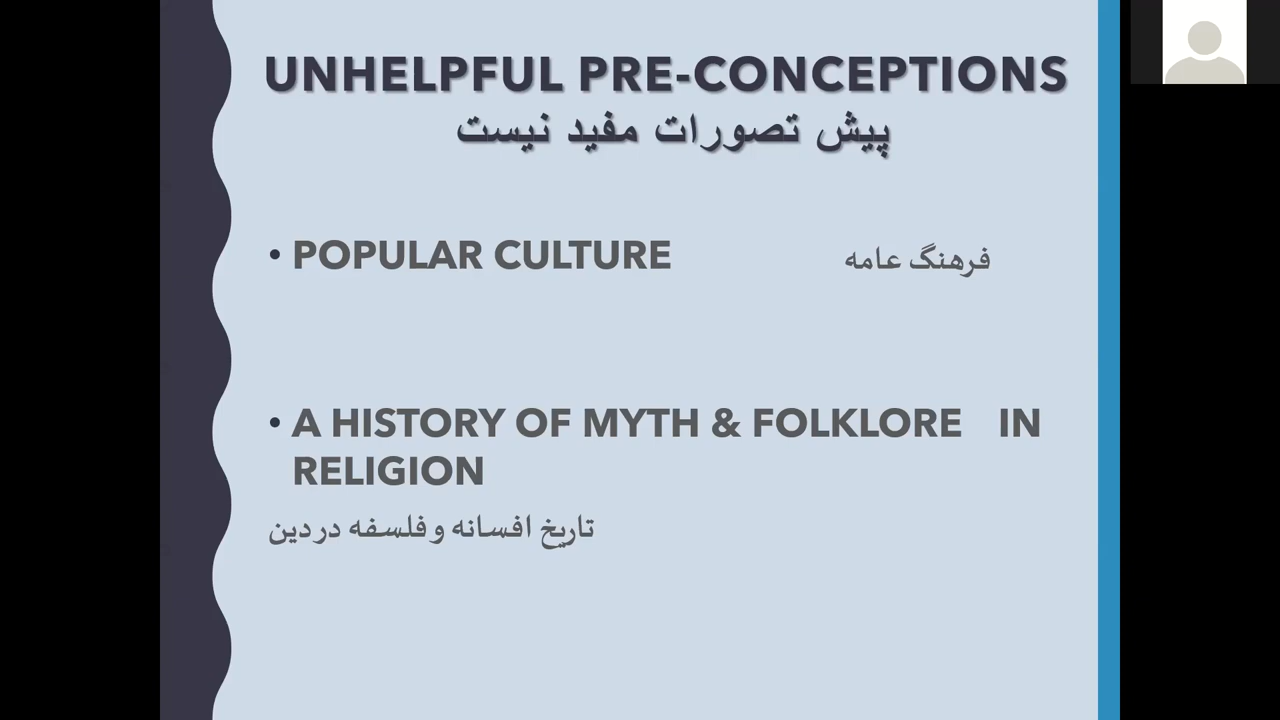 UNHELPFUL PRE-CONCEPTIONS
پیش تصورات مفید نیست
• POPULAR CULTURE فرهنگ عامه
• A HISTORY OF MYTH & FOLKLORE IN
RELIGION
تاریخ افسانه و فلسفه در دین